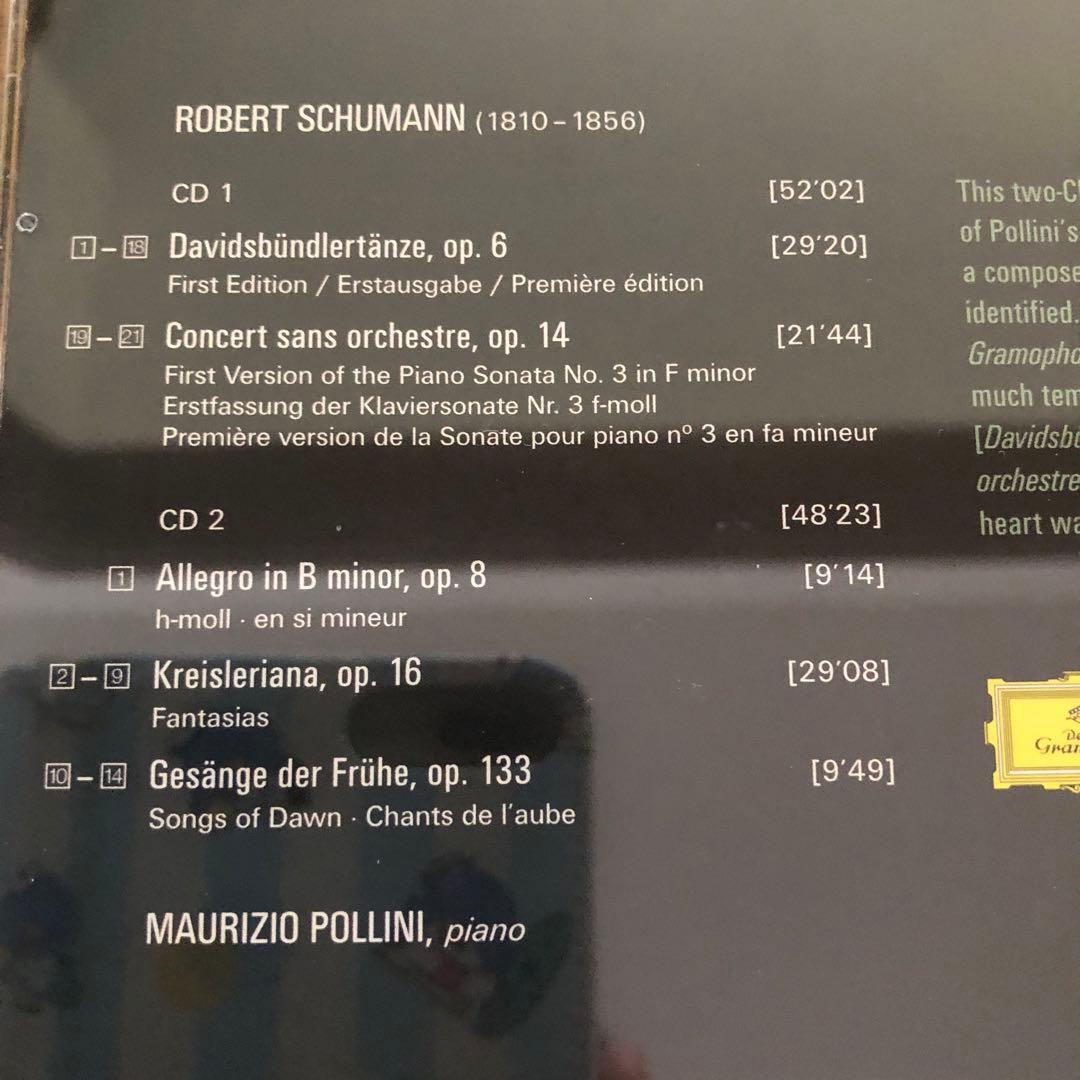 ROBERT SCHUMANN (1810–1856)
CD 1 [52'02]
1–18 Davidsbündlertänze, op. 6 [29'20]
First Edition / Erstausgabe / Première édition
19–21 Concert sans orchestre, op. 14 [21'44]
First Version of the Piano Sonata No. 3 in F minor
Erstfassung der Klaviersonate Nr. 3 f-moll
Première version de la Sonate pour piano nº 3 en fa mineur
CD 2 [48'23]
1 Allegro in B minor, op. 8 [9'14]
h-moll · en si mineur
2–9 Kreisleriana, op. 16 [29'08]
Fantasias
10–14 Gesänge der Frühe, op. 133 [9'49]
Songs of Dawn · Chants de l'aube
MAURIZIO POLLINI, piano
This two-C
of Pollini's
a compose
identified.
Gramopho
much tem
[Davidsbü
orchestre
heart wa
De
Gram